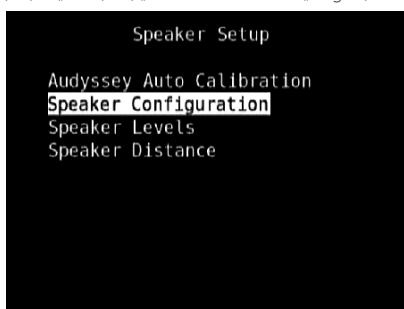 Speaker Setup
Audyssey Auto Calibration
Speaker Configuration
Speaker Levels
Speaker Distance